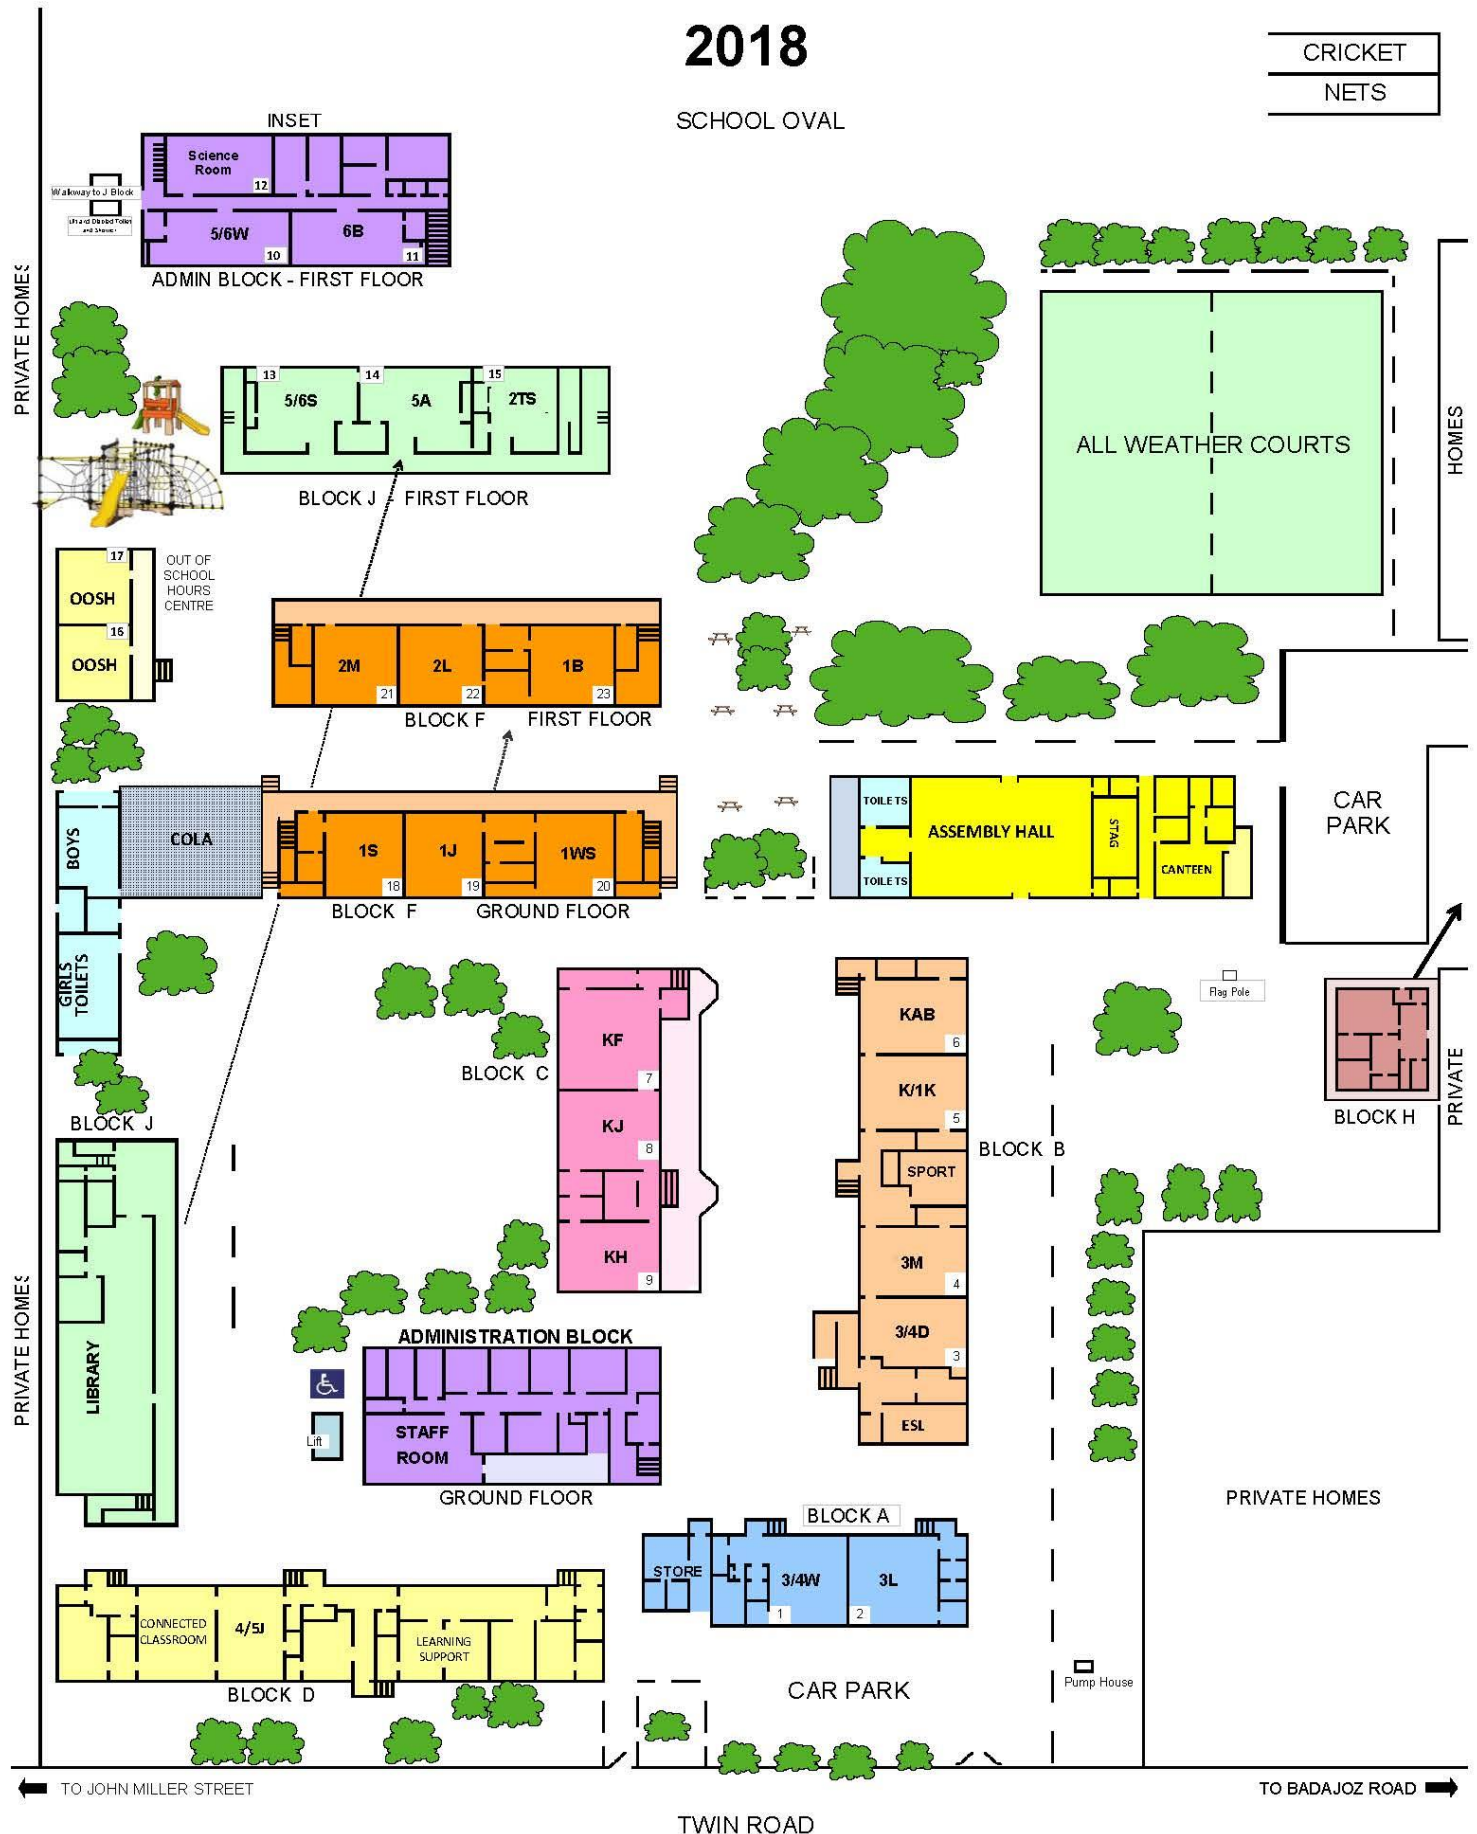 2018
CRICKET
NETS
SCHOOL OVAL
INSET
Science
Room
12
Walkway to J Block
Lift and Disabled Toilet
and Shower
5/6W
10
6B
11
ADMIN BLOCK - FIRST FLOOR
PRIVATE HOMES
HOMES
ALL WEATHER COURTS
13
14
15
5/6S
5A
2TS
BLOCK J - FIRST FLOOR
17
OOSH
16
OOSH
OUT OF
SCHOOL
HOURS
CENTRE
2M
21
2L
22
1B
23
BLOCK F
FIRST FLOOR
BOYS
COLA
1S
18
1J
19
1WS
20
BLOCK F
GROUND FLOOR
TOILETS
TOILETS
ASSEMBLY HALL
STAG
CANTEEN
CAR
PARK
GIRLS
TOILETS
KF
7
KJ
8
KH
9
BLOCK C
KAB
6
K/1K
5
SPORT
3M
4
3/4D
3
ESL
BLOCK B
Flag Pole
BLOCK H
PRIVATE
BLOCK J
LIBRARY
PRIVATE HOMES
ADMINISTRATION BLOCK
Lift
STAFF
ROOM
GROUND FLOOR
PRIVATE HOMES
BLOCK A
STORE
3/4W
1
3L
2
CONNECTED
CLASSROOM
4/5J
LEARNING
SUPPORT
BLOCK D
CAR PARK
Pump House
TO JOHN MILLER STREET
TO BADAJOZ ROAD
TWIN ROAD